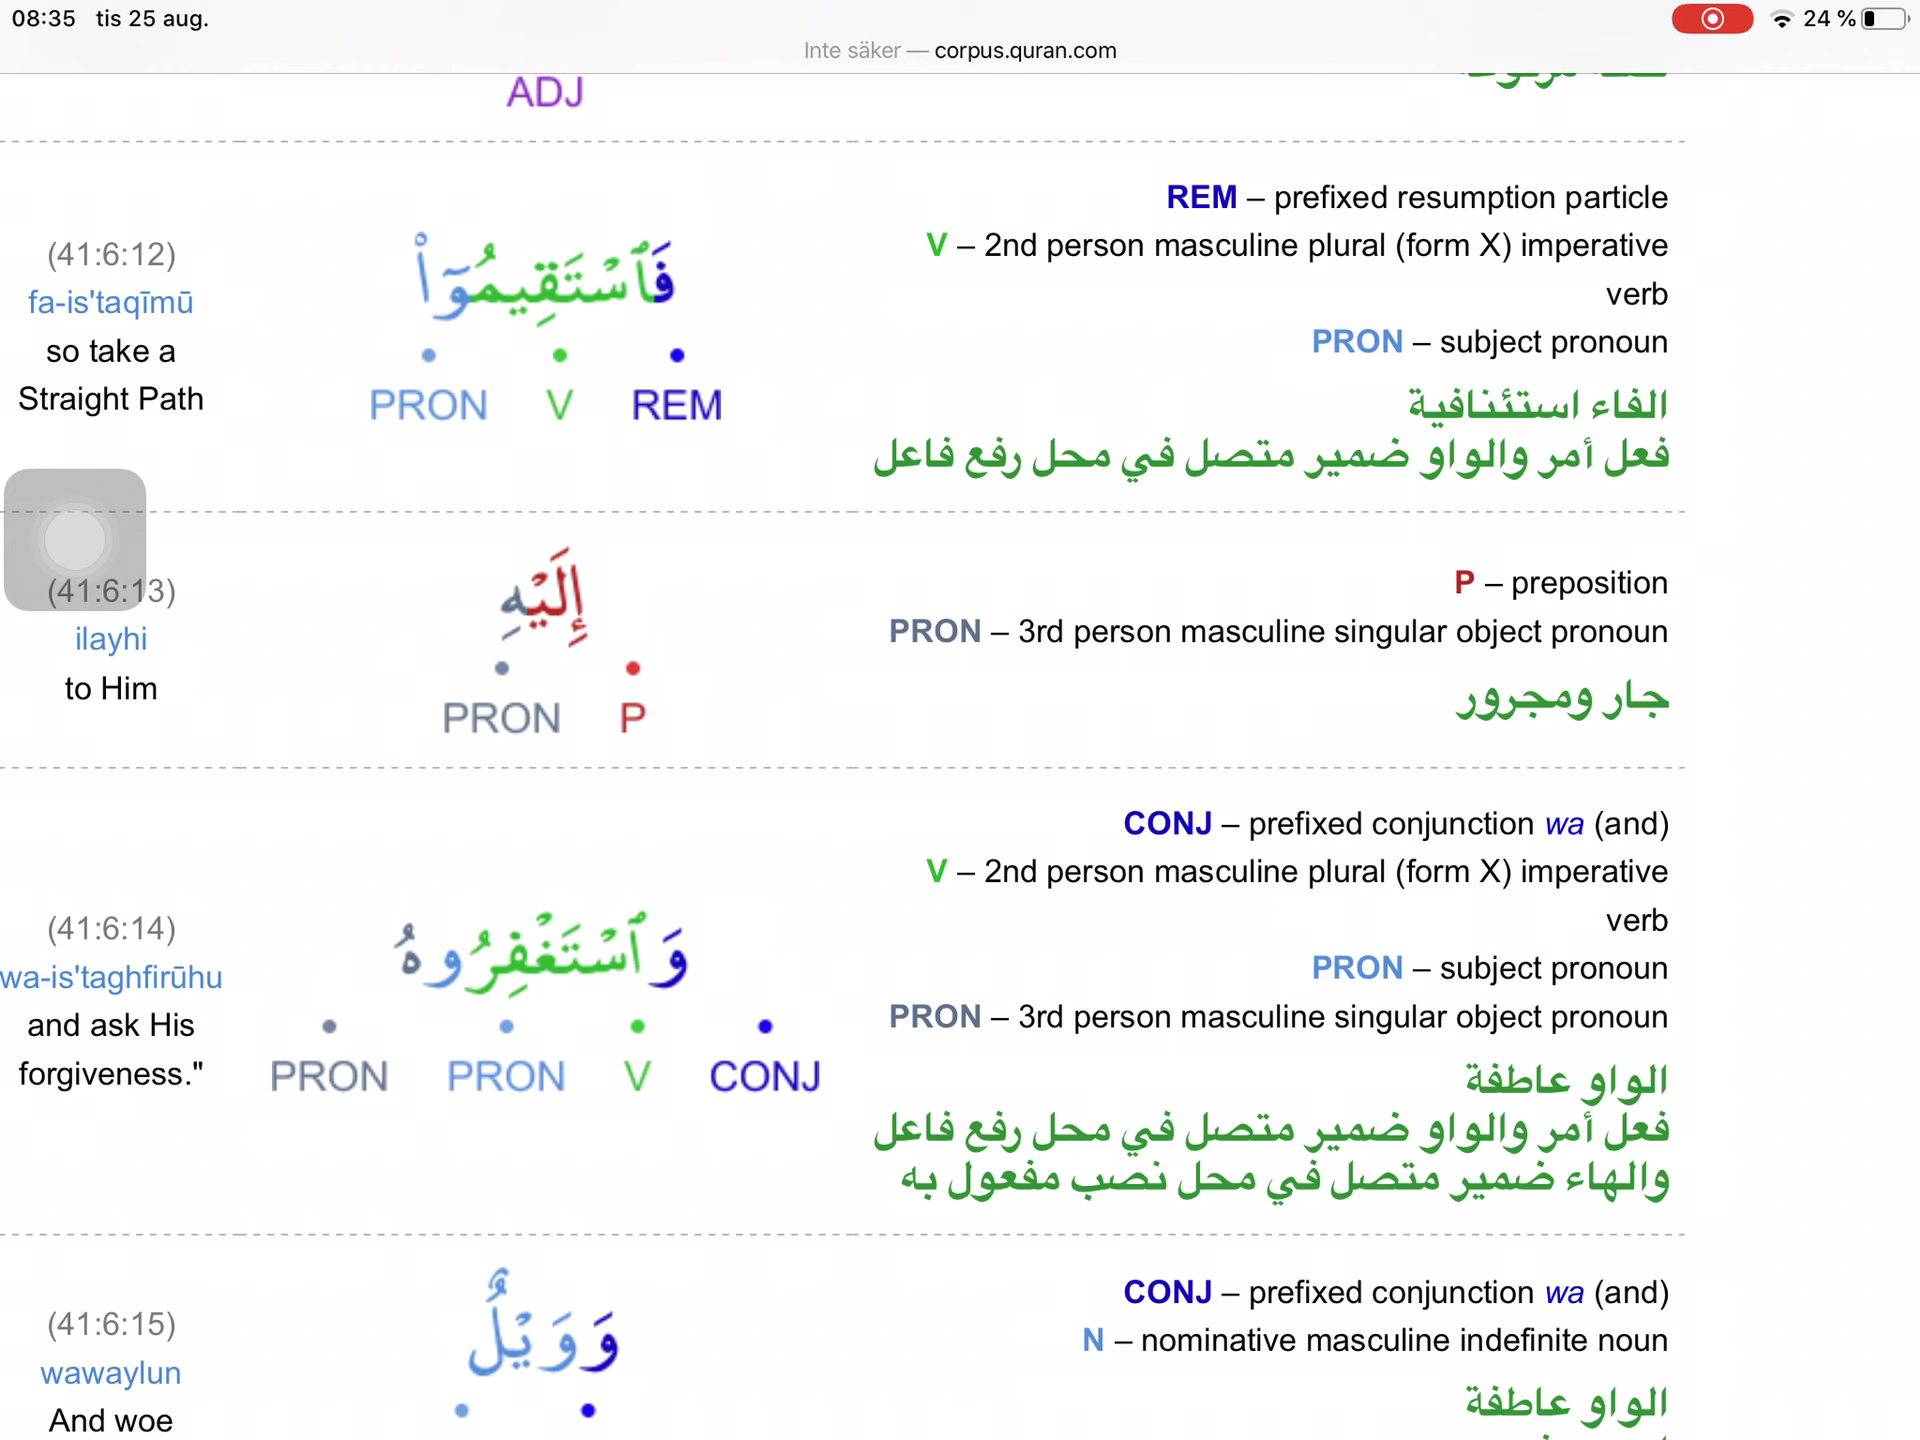 08:35 tis 25 aug.
24 %
Inte säker — corpus.quran.com
ADJ
(41:6:12)
fa-is'taqīmū
so take a
Straight Path
فَٱسْتَقِيمُوٓا۟
PRON V REM
REM – prefixed resumption particle
V – 2nd person masculine plural (form X) imperative
verb
PRON – subject pronoun
الفاء استئنافية
فعل أمر والواو ضمير متصل في محل رفع فاعل
(41:6:13)
ilayhi
to Him
إِلَيْهِ
PRON P
P – preposition
PRON – 3rd person masculine singular object pronoun
جار ومجرور
(41:6:14)
wa-is'taghfirūhu
and ask His
forgiveness."
وَٱسْتَغْفِرُوهُ
PRON PRON V CONJ
CONJ – prefixed conjunction wa (and)
V – 2nd person masculine plural (form X) imperative
verb
PRON – subject pronoun
PRON – 3rd person masculine singular object pronoun
الواو عاطفة
فعل أمر والواو ضمير متصل في محل رفع فاعل
والهاء ضمير متصل في محل نصب مفعول به
(41:6:15)
wawaylun
And woe
وَوَيْلٌ
CONJ – prefixed conjunction wa (and)
N – nominative masculine indefinite noun
الواو عاطفة